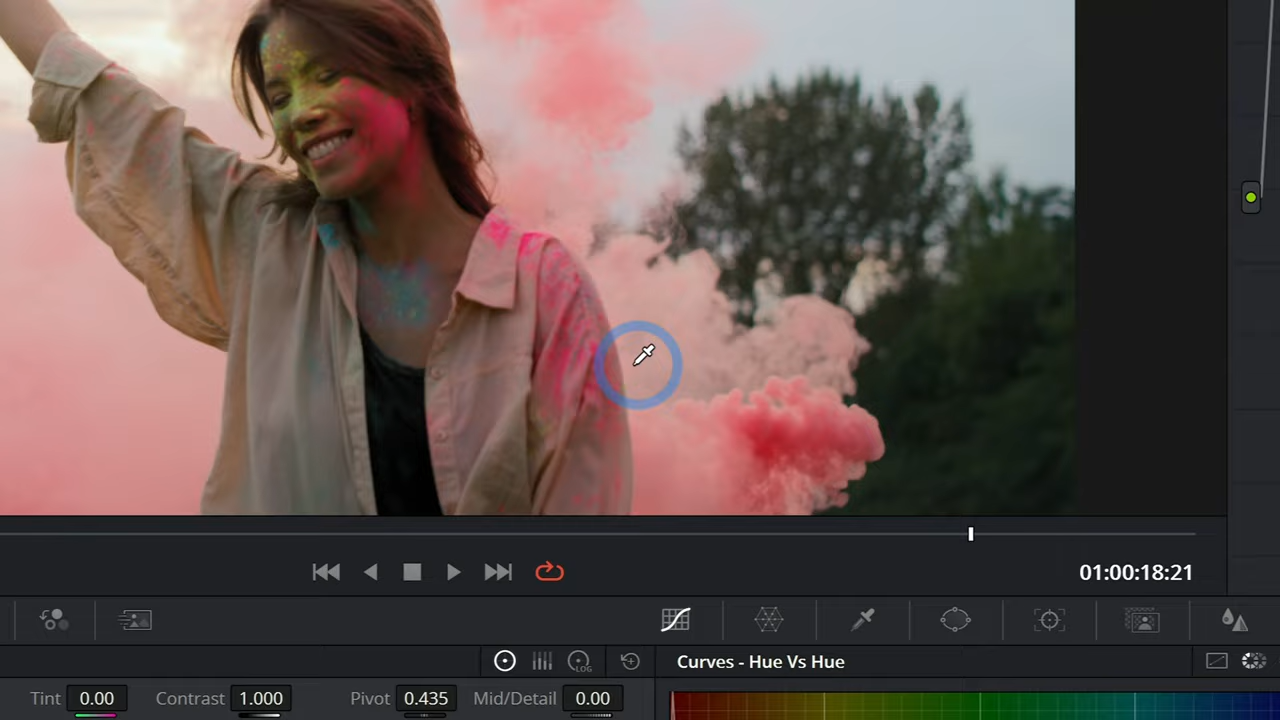 01:00:18:21
LOG
Curves - Hue Vs Hue
Tint 0.00 Contrast 1.000 Pivot 0.435 Mid/Detail 0.00